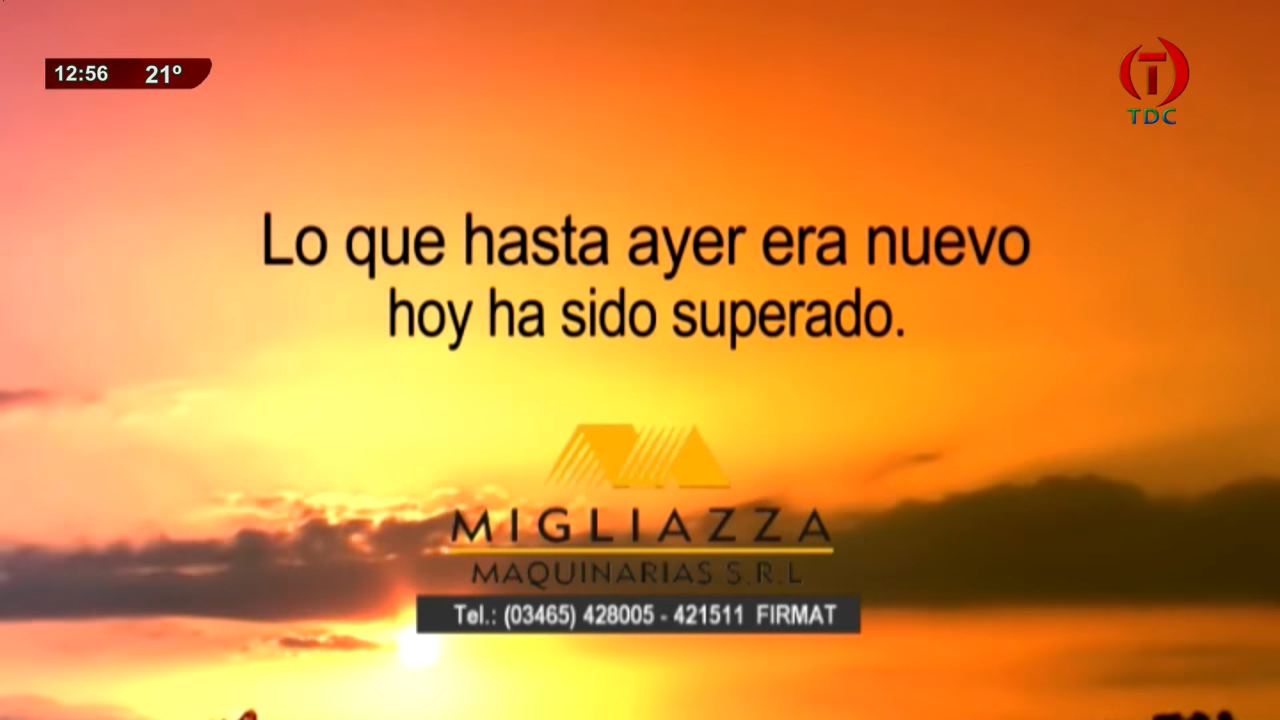 12:56 21º
TDC
Lo que hasta ayer era nuevo
hoy ha sido superado.
MIGLIAZZA
MAQUINARIAS S.R.L
Tel.: (03465) 428005 - 421511 FIRMAT